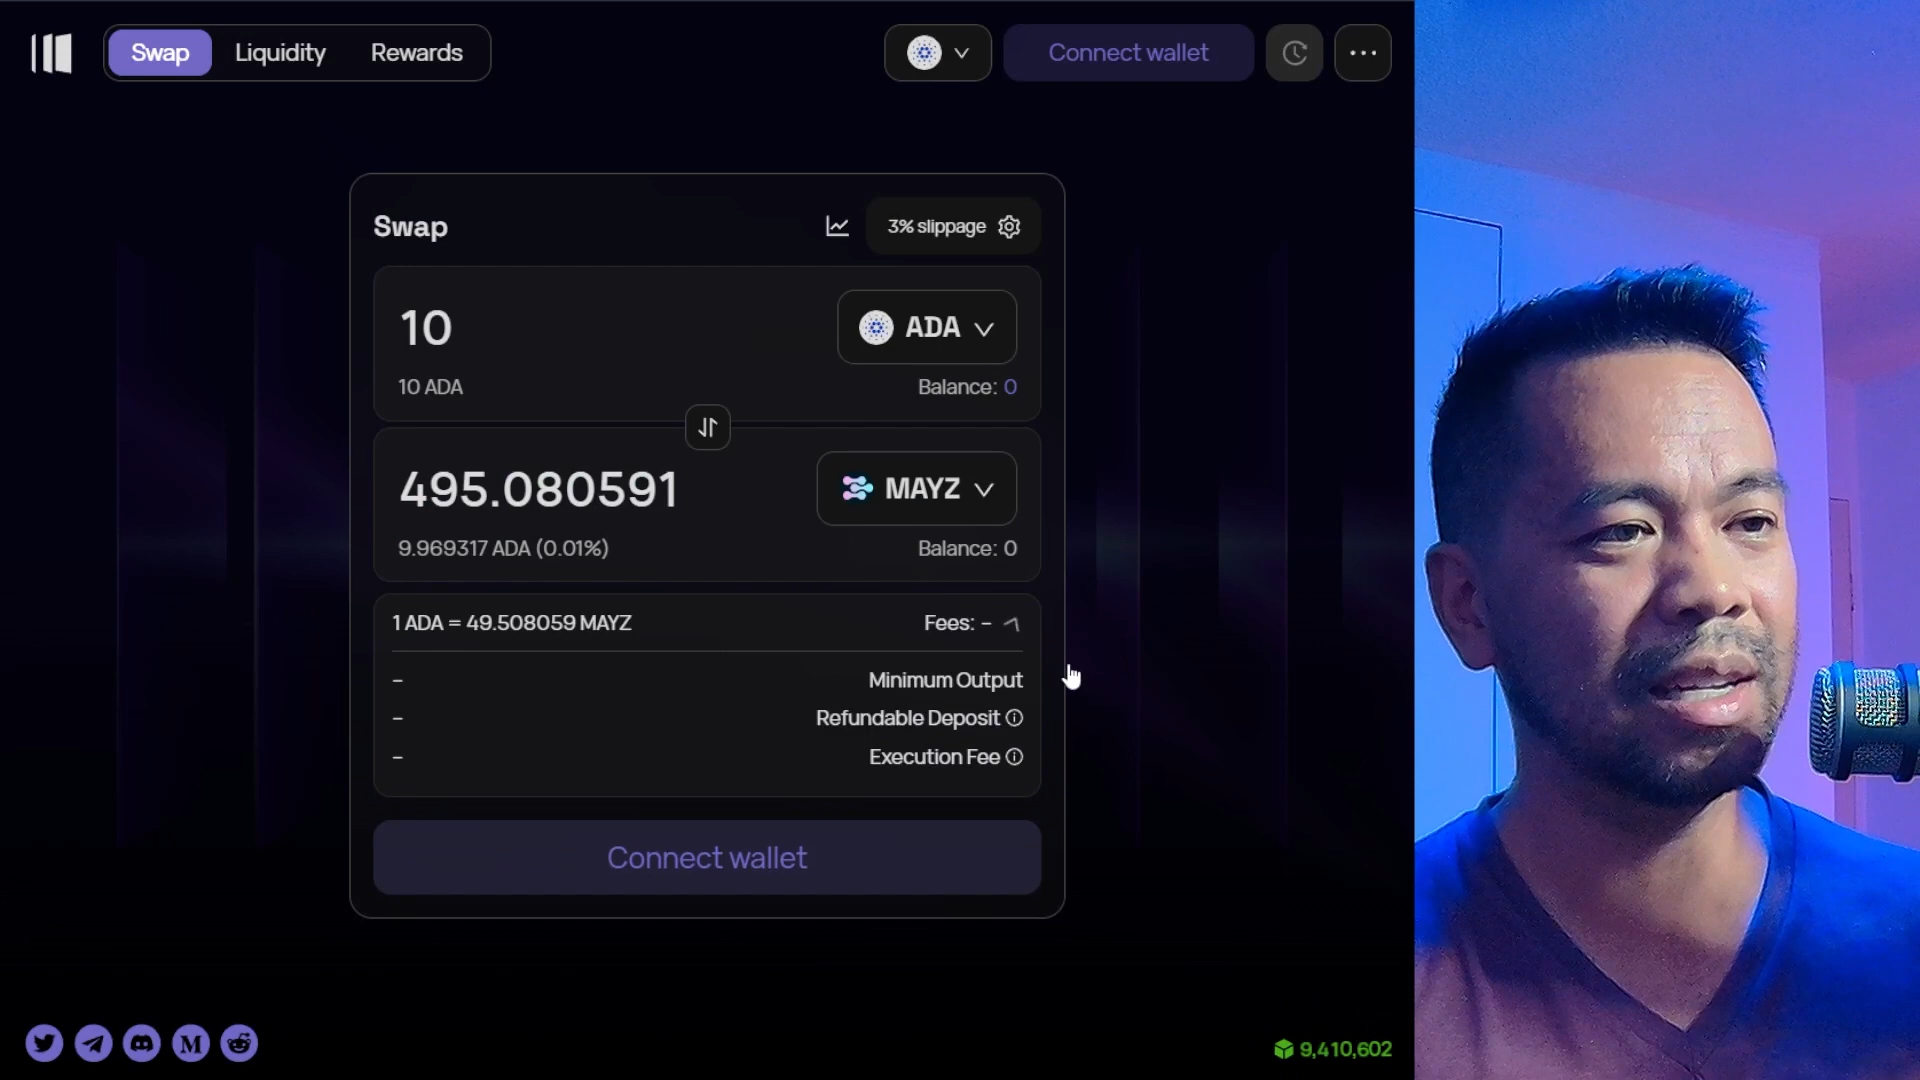 Swap
Liquidity
Rewards
Connect wallet
Swap
3% slippage
10
ADA
10 ADA
Balance: 0
495.080591
MAYZ
9.969317 ADA (0.01%)
Balance: 0
1 ADA = 49.508059 MAYZ
Fees: –
–
Minimum Output
–
Refundable Deposit
–
Execution Fee
Connect wallet
M
9,410,602